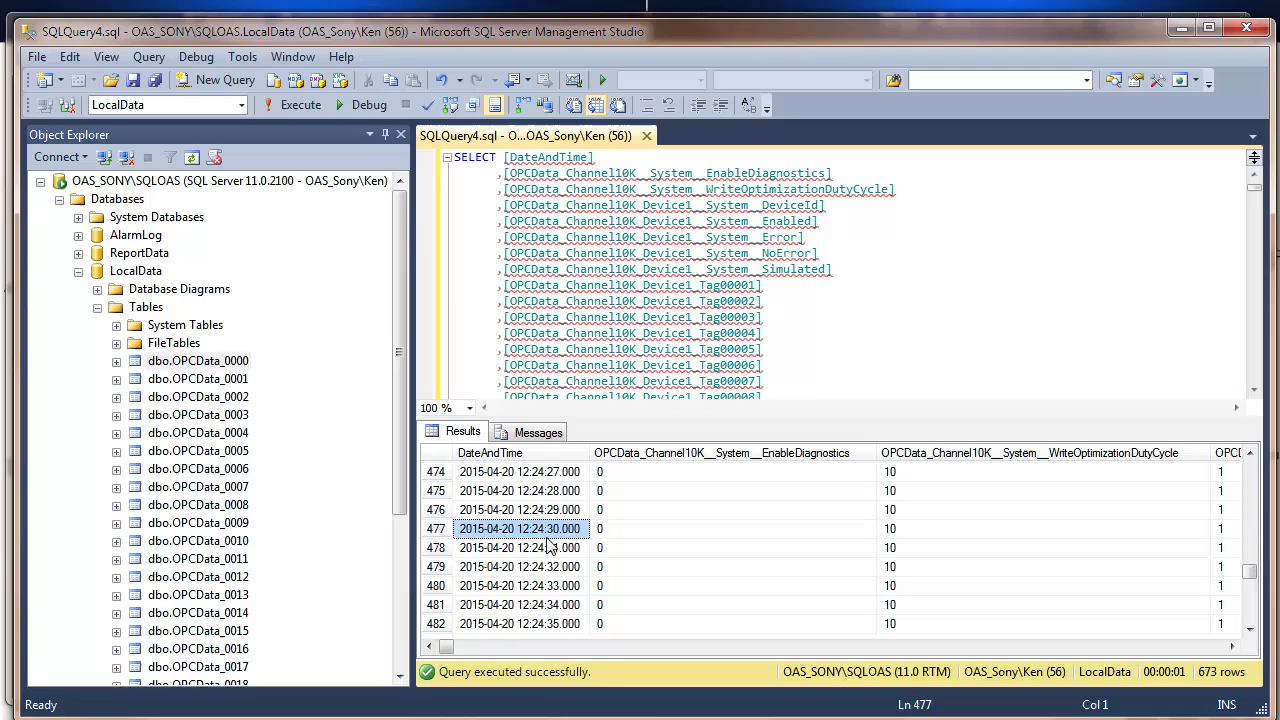 SQLQuery4.sql - OAS_SONY\SQLOAS.LocalData (OAS_Sony\Ken (56)) - Microsoft SQL Server Management Studio
File Edit View Query Debug Tools Window Help
New Query
LocalData Execute Debug
Object Explorer
Connect
OAS_SONY\SQLOAS (SQL Server 11.0.2100 - OAS_Sony\Ken)
Databases
System Databases
AlarmLog
ReportData
LocalData
Database Diagrams
Tables
System Tables
FileTables
dbo.OPCData_0000
dbo.OPCData_0001
dbo.OPCData_0002
dbo.OPCData_0003
dbo.OPCData_0004
dbo.OPCData_0005
dbo.OPCData_0006
dbo.OPCData_0007
dbo.OPCData_0008
dbo.OPCData_0009
dbo.OPCData_0010
dbo.OPCData_0011
dbo.OPCData_0012
dbo.OPCData_0013
dbo.OPCData_0014
dbo.OPCData_0015
dbo.OPCData_0016
dbo.OPCData_0017
dbo.OPCData_0018
SQLQuery4.sql - O...OAS_Sony\Ken (56))
SELECT [DateAndTime]
,[OPCData_Channel10K__System__EnableDiagnostics]
,[OPCData_Channel10K__System__WriteOptimizationDutyCycle]
,[OPCData_Channel10K_Device1__System__DeviceId]
,[OPCData_Channel10K_Device1__System__Enabled]
,[OPCData_Channel10K_Device1__System__Error]
,[OPCData_Channel10K_Device1__System__NoError]
,[OPCData_Channel10K_Device1__System__Simulated]
,[OPCData_Channel10K_Device1_Tag00001]
,[OPCData_Channel10K_Device1_Tag00002]
,[OPCData_Channel10K_Device1_Tag00003]
,[OPCData_Channel10K_Device1_Tag00004]
,[OPCData_Channel10K_Device1_Tag00005]
,[OPCData_Channel10K_Device1_Tag00006]
,[OPCData_Channel10K_Device1_Tag00007]
,[OPCData_Channel10K_Device1_Tag00008]
100 %
Results Messages
DateAndTime OPCData_Channel10K__System__EnableDiagnostics OPCData_Channel10K__System__WriteOptimizationDutyCycle
474 2015-04-20 12:24:27.000 0 10 1
475 2015-04-20 12:24:28.000 0 10 1
476 2015-04-20 12:24:29.000 0 10 1
477 2015-04-20 12:24:30.000 0 10 1
478 2015-04-20 0 10 1
479 2015-04-20 12:24:32.000 0 10 1
480 2015-04-20 12:24:33.000 0 10 1
481 2015-04-20 12:24:34.000 0 10 1
482 2015-04-20 12:24:35.000 0 10 1
Query executed successfully. OAS_SONY\SQLOAS (11.0 RTM) OAS_Sony\Ken (56) LocalData 00:00:01 673 rows
Ready Ln 477 Col 1 INS